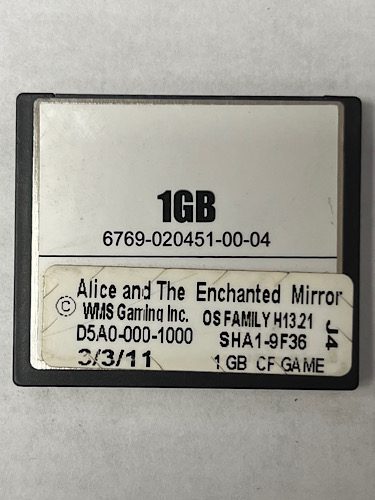 1GB
6769-020451-00-04
© Alice and The Enchanted Mirror
WMS Gaming Inc. OS FAMILY H13.21
D5A0-000-1000 SHA1-9F36
3/3/11 1 GB CF GAME
J4